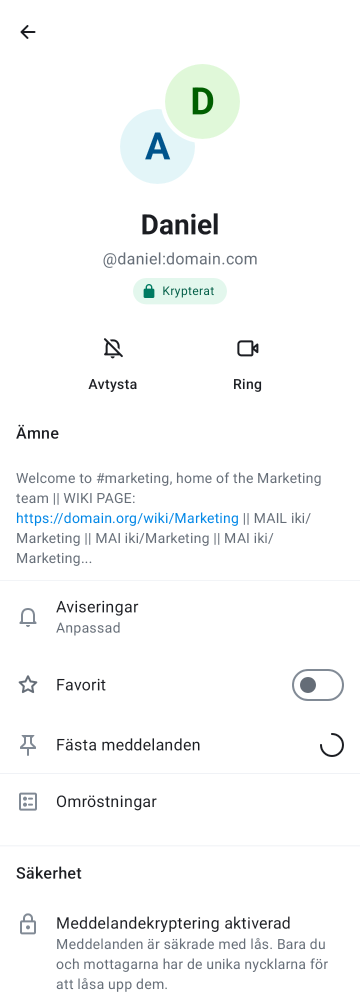 D
A
Daniel
@daniel:domain.com
Krypterat
Avtysta
Ring
Ämne
Welcome to #marketing, home of the Marketing
team || WIKI PAGE:
https://domain.org/wiki/Marketing || MAIL iki/
Marketing || MAI iki/Marketing || MAI iki/
Marketing...
Aviseringar
Anpassad
Favorit
Fästa meddelanden
Omröstningar
Säkerhet
Meddelandekryptering aktiverad
Meddelanden är säkrade med lås. Bara du
och mottagarna har de unika nycklarna för
att låsa upp dem.